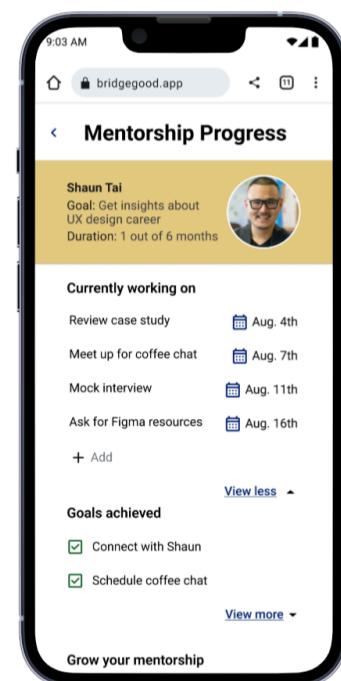 9:03 AM
bridgegood.app
11
Mentorship Progress
Shaun Tai
Goal: Get insights about
UX design career
Duration: 1 out of 6 months
Currently working on
Review case study Aug. 4th
Meet up for coffee chat Aug. 7th
Mock interview Aug. 11th
Ask for Figma resources Aug. 16th
+ Add
View less
Goals achieved
Connect with Shaun
Schedule coffee chat
View more
Grow your mentorship